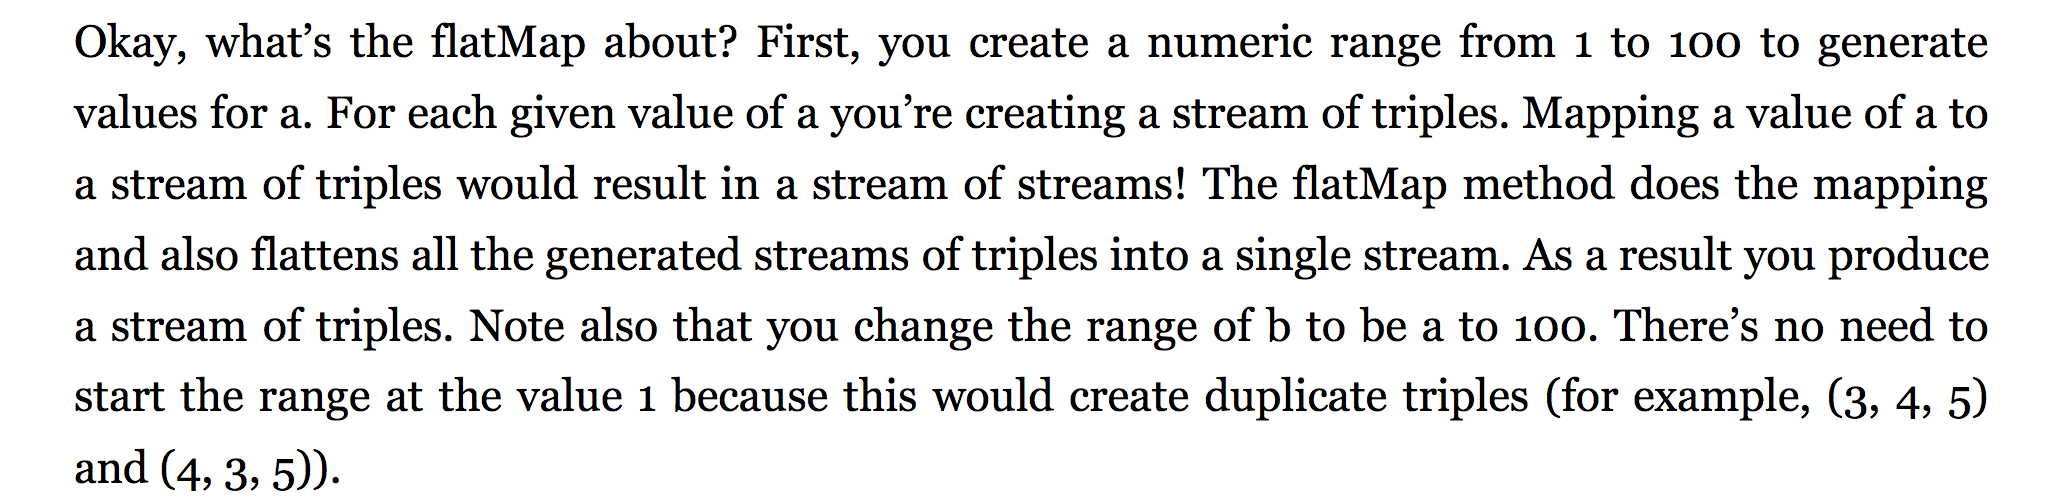 Okay, what’s the flatMap about? First, you create a numeric range from 1 to 100 to generate
values for a. For each given value of a you’re creating a stream of triples. Mapping a value of a to
a stream of triples would result in a stream of streams! The flatMap method does the mapping
and also flattens all the generated streams of triples into a single stream. As a result you produce
a stream of triples. Note also that you change the range of b to be a to 100. There’s no need to
start the range at the value 1 because this would create duplicate triples (for example, (3, 4, 5)
and (4, 3, 5)).